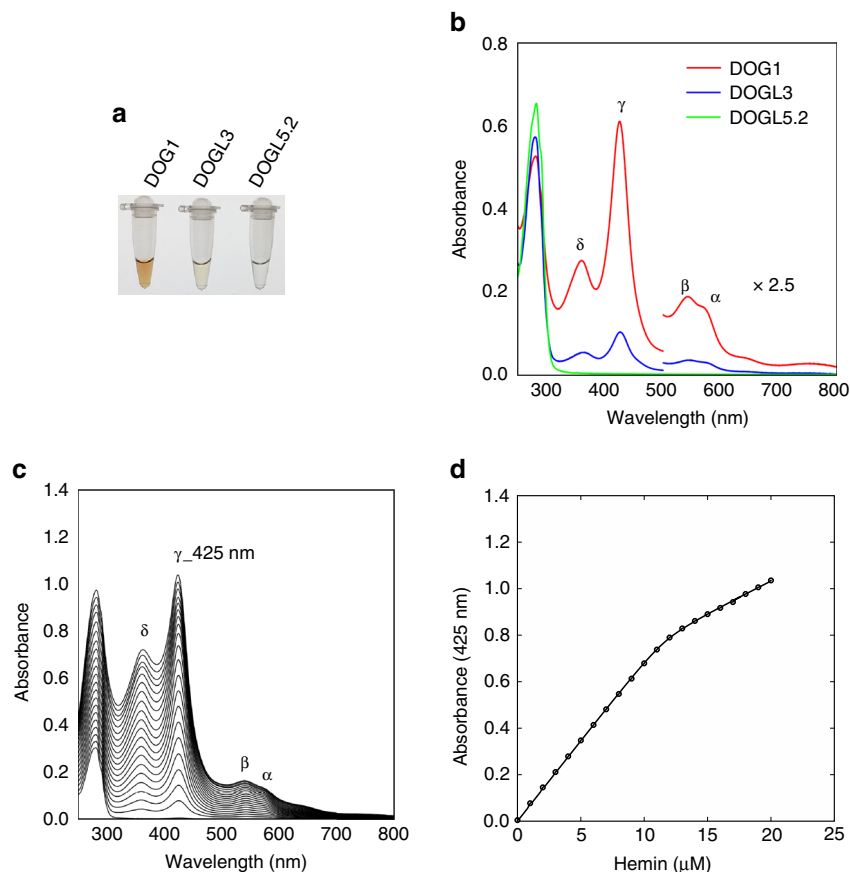 a
DOG1
DOGL3
DOGL5.2
b
0.8
0.6
0.4
0.2
0.0
Absorbance
DOG1
DOGL3
DOGL5.2
γ
δ
β
α
× 2.5
300 400 500 600 700 800
Wavelength (nm)
c
1.4
1.2
1.0
0.8
0.6
0.4
0.2
0.0
Absorbance
γ_425 nm
δ
β
α
300 400 500 600 700 800
Wavelength (nm)
d
1.4
1.2
1.0
0.8
0.6
0.4
0.2
0.0
Absorbance (425 nm)
0 5 10 15 20 25
Hemin (μM)